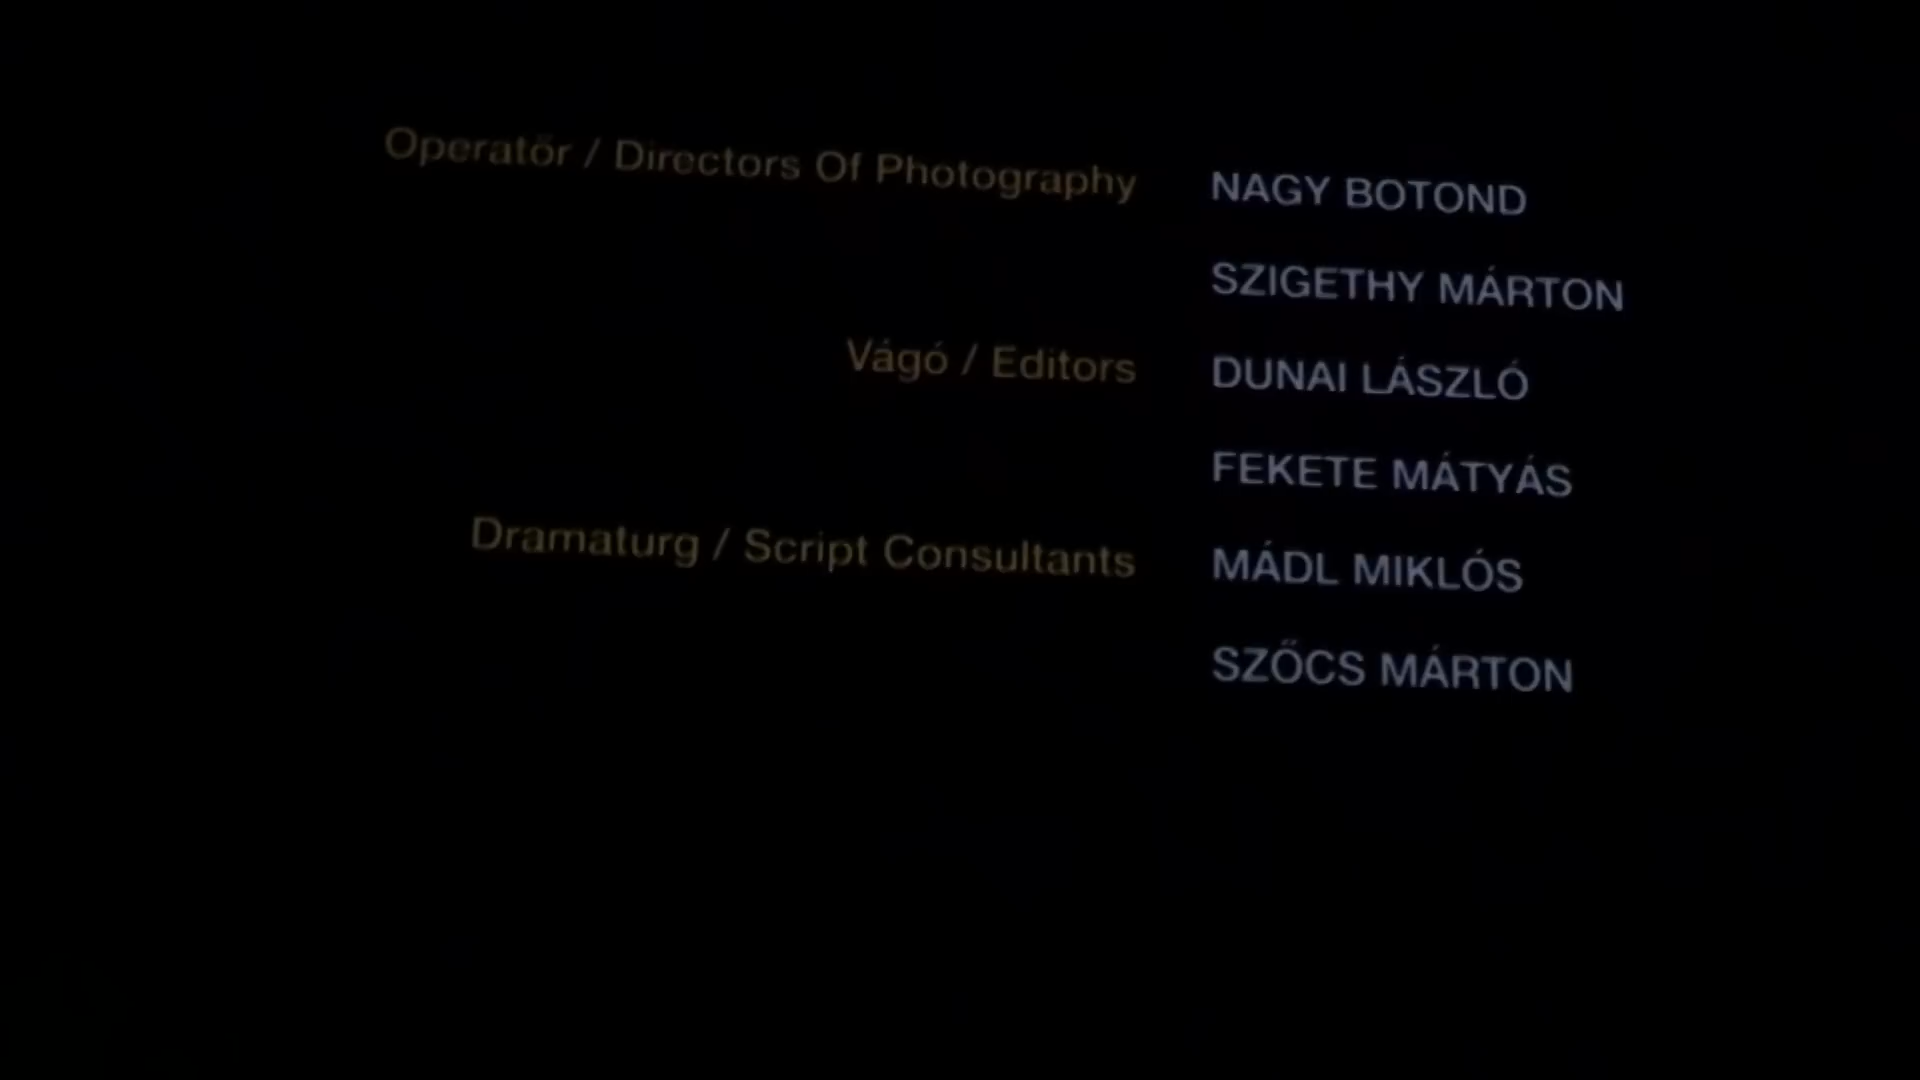 Operatőr / Directors Of Photography NAGY BOTOND
SZIGETHY MÁRTON
Vágó / Editors DUNAI LÁSZLÓ
FEKETE MÁTYÁS
Dramaturg / Script Consultants MÁDL MIKLÓS
SZŐCS MÁRTON